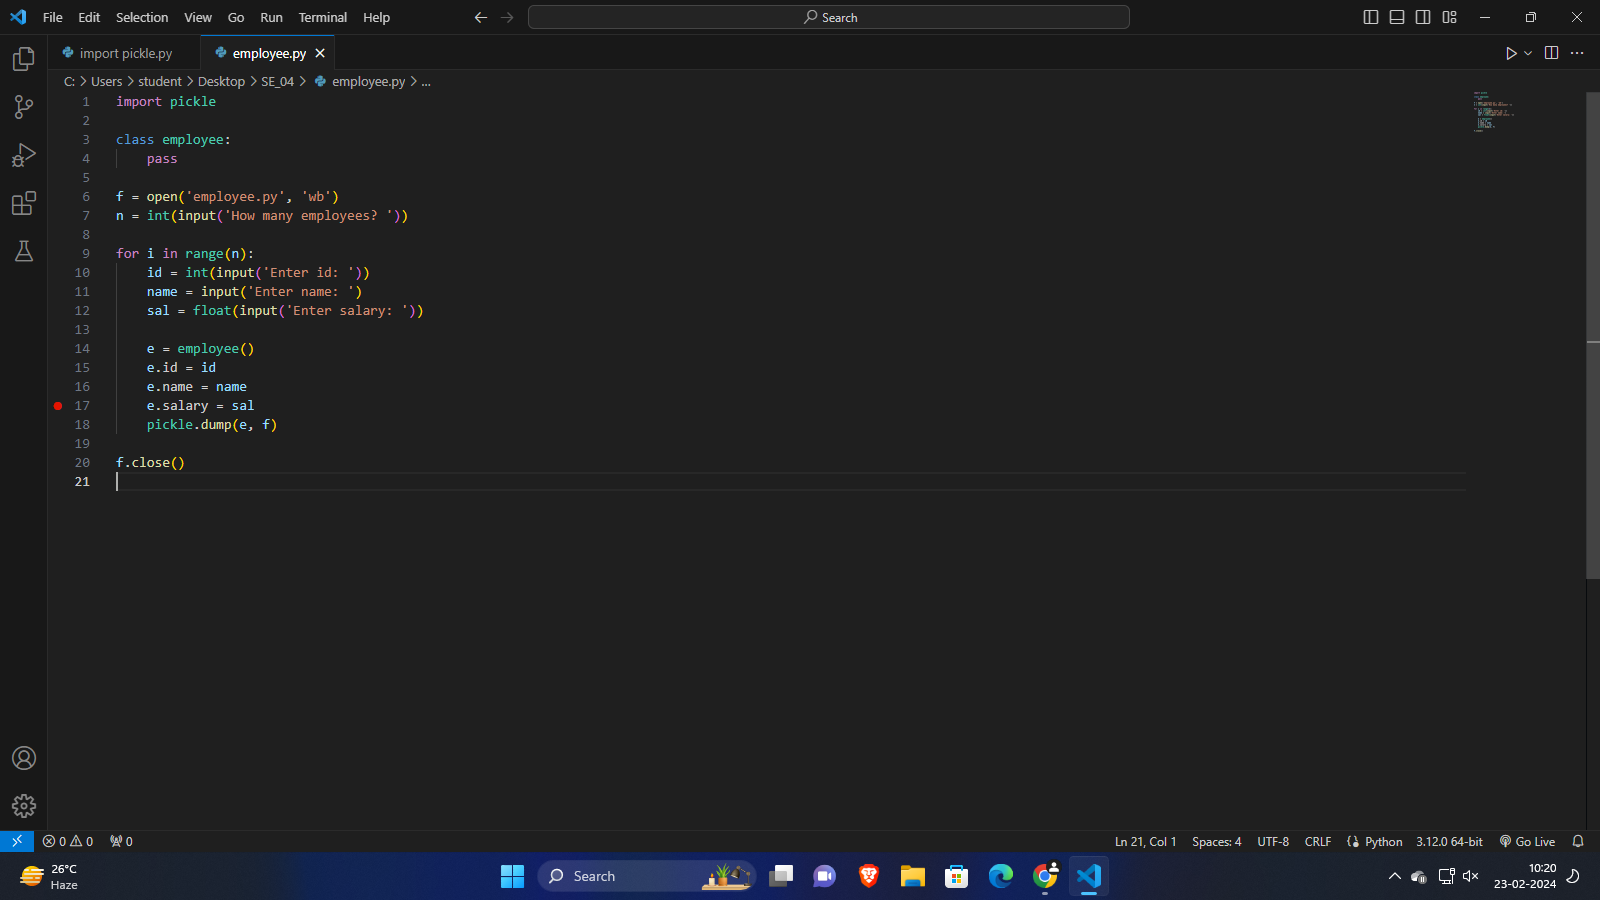 File Edit Selection View Go Run Terminal Help Search
import pickle.py employee.py
C: > Users > student > Desktop > SE_04 > employee.py > ...
1 import pickle
2
3 class employee:
4 pass
5
6 f = open('employee.py', 'wb')
7 n = int(input('How many employees? '))
8
9 for i in range(n):
10 id = int(input('Enter id: '))
11 name = input('Enter name: ')
12 sal = float(input('Enter salary: '))
13
14 e = employee()
15 e.id = id
16 e.name = name
17 e.salary = sal
18 pickle.dump(e, f)
19
20 f.close()
21
0 0 0 Ln 21, Col 1 Spaces: 4 UTF-8 CRLF Python 3.12.0 64-bit Go Live
26°C
Haze
Search
10:20
23-02-2024